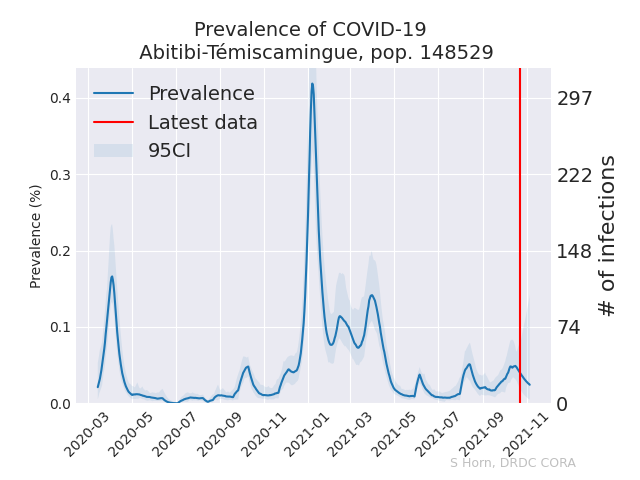 Prevalence of COVID-19
Abitibi-Témiscamingue, pop. 148529
Prevalence
Latest data
95CI
Prevalence (%)
0.4
0.3
0.2
0.1
0.0
297
222
148
74
0
# of infections
2020-03
2020-05
2020-07
2020-09
2020-11
2021-01
2021-03
2021-05
2021-07
2021-09
2021-11
S Horn, DRDC CORA